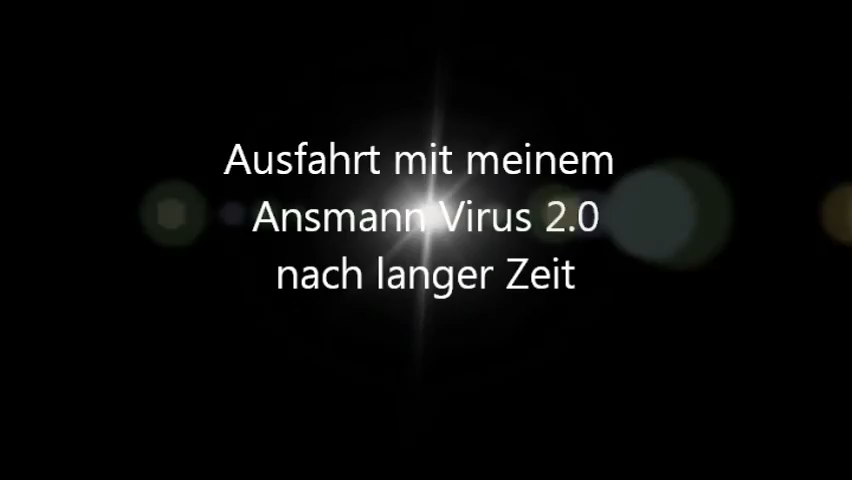 Ausfahrt mit meinem
Ansmann Virus 2.0
nach langer Zeit